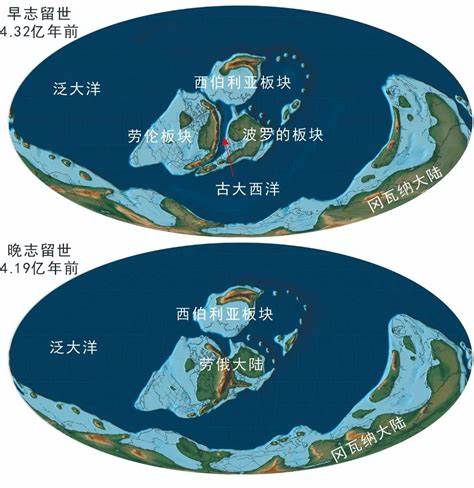 早志留世
4.32亿年前
西伯利亚板块
泛大洋
劳伦板块
波罗的板块
古大西洋
冈瓦纳大陆
晚志留世
4.19亿年前
西伯利亚板块
泛大洋
劳俄大陆
冈瓦纳大陆